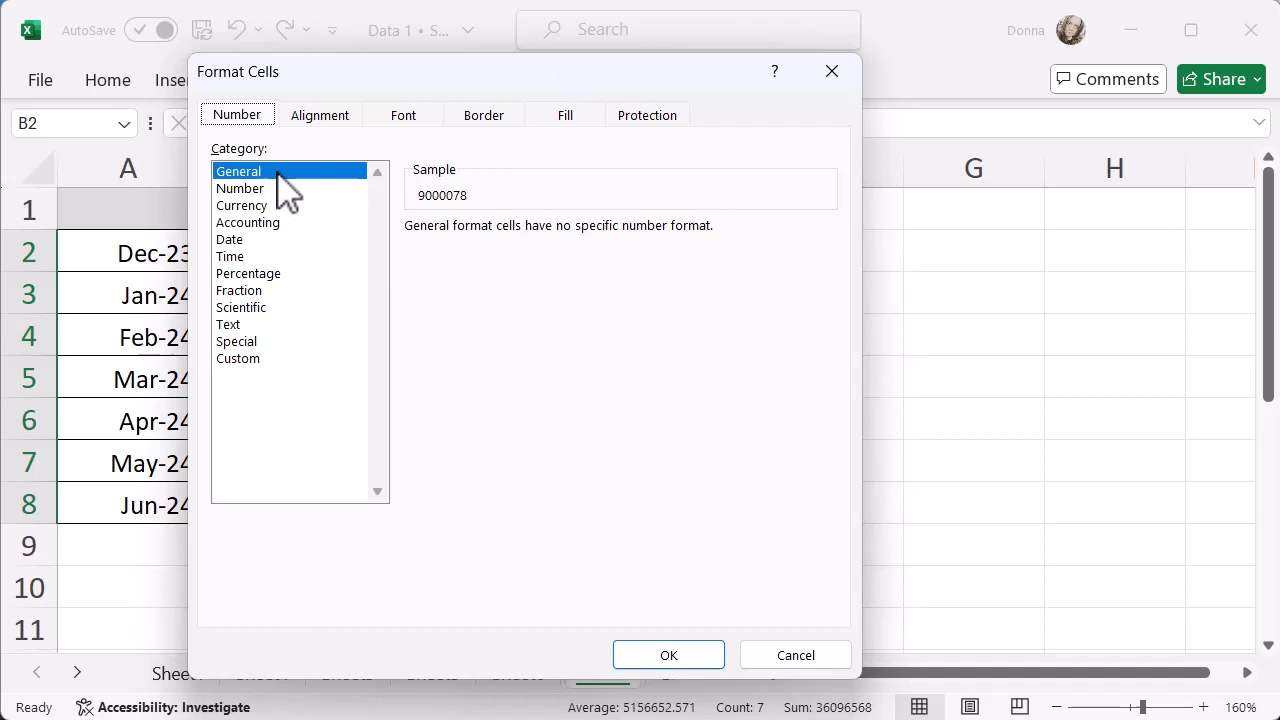 AutoSave
Data 1 • S...
Search
Donna
File
Home
Inser
Comments
Share
Format Cells
?
Number
Alignment
Font
Border
Fill
Protection
B2
Category:
General
Number
Currency
Accounting
Date
Time
Percentage
Fraction
Scientific
Text
Special
Custom
Sample
9000078
General format cells have no specific number format.
A
G
H
1
2
Dec-23
3
Jan-24
4
Feb-24
5
Mar-24
6
Apr-24
7
May-24
8
Jun-24
9
10
11
OK
Cancel
Ready
Accessibility: Investigate
Average: 5156652.571
Count: 7
Sum: 36096568
160%